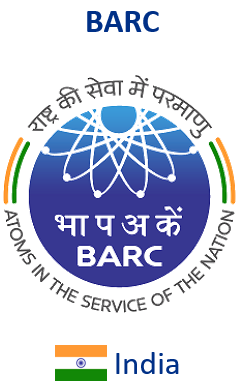 BARC
राष्ट्र की सेवा में परमाणु
भा प अ कें
BARC
ATOMS IN THE SERVICE OF THE NATION
India